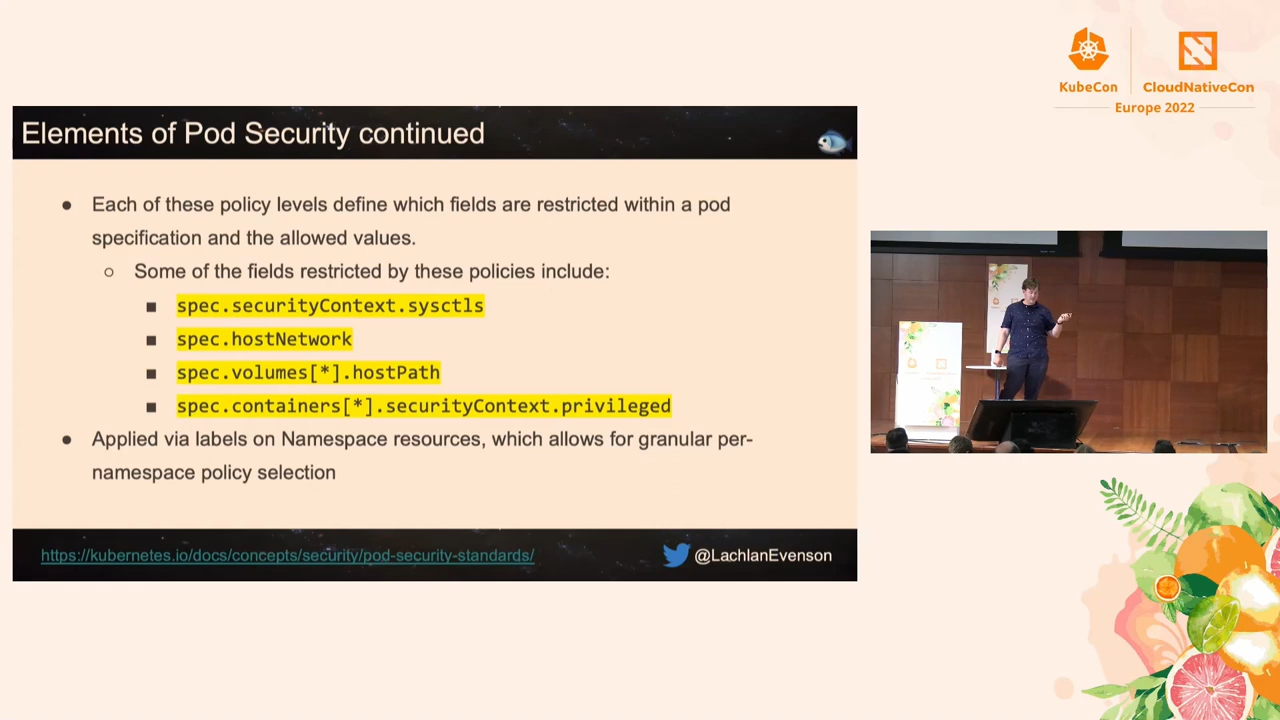 KubeCon
CloudNativeCon
Europe 2022
Elements of Pod Security continued
● Each of these policy levels define which fields are restricted within a pod
specification and the allowed values.
○ Some of the fields restricted by these policies include:
■ spec.securityContext.sysctls
■ spec.hostNetwork
■ spec.volumes[*].hostPath
■ spec.containers[*].securityContext.privileged
● Applied via labels on Namespace resources, which allows for granular per-
namespace policy selection
https://kubernetes.io/docs/concepts/security/pod-security-standards/
@LachlanEvenson